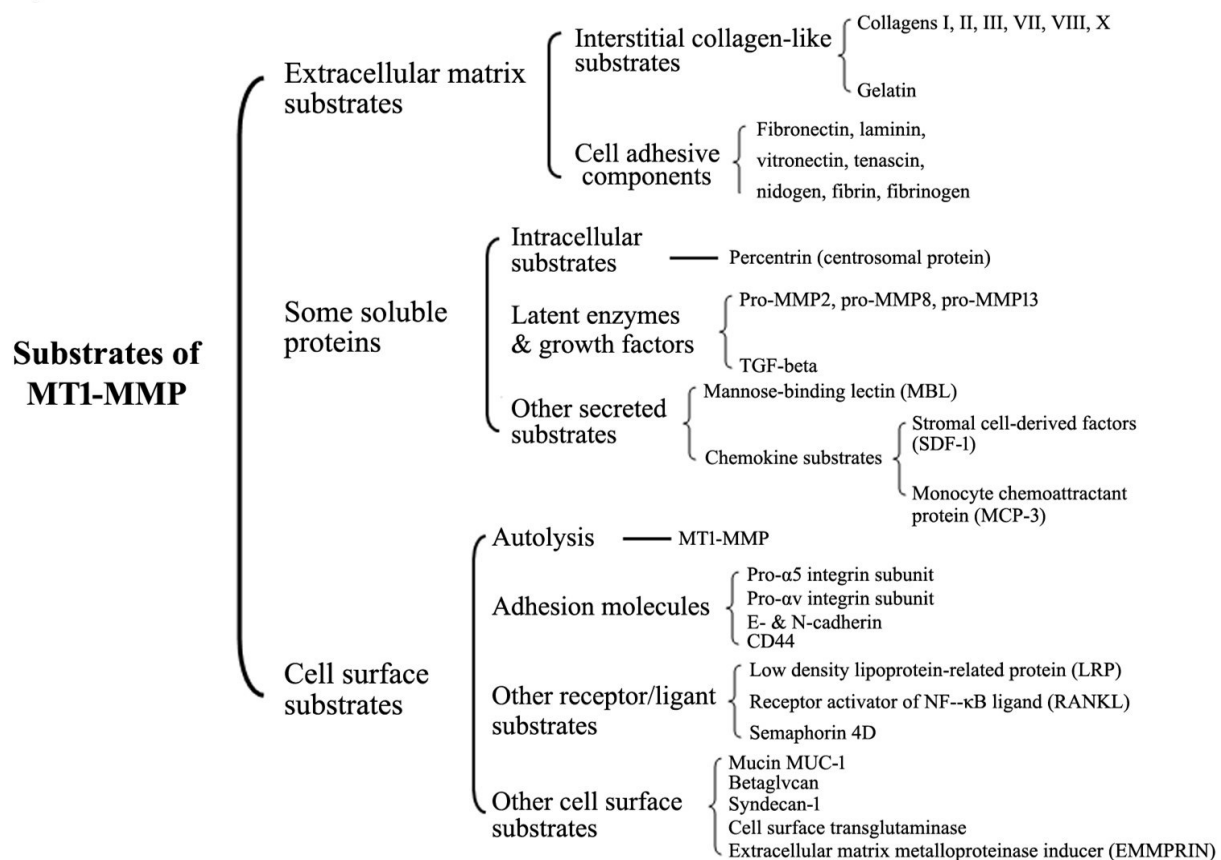 Substrates of
MT1-MMP
Extracellular matrix
substrates
Interstitial collagen-like
substrates
Collagens I, II, III, VII, VIII, X
Gelatin
Cell adhesive
components
Fibronectin, laminin,
vitronectin, tenascin,
nidogen, fibrin, fibrinogen
Some soluble
proteins
Intracellular
substrates
Percentrin (centrosomal protein)
Latent enzymes
& growth factors
Pro-MMP2, pro-MMP8, pro-MMP13
TGF-beta
Other secreted
substrates
Mannose-binding lectin (MBL)
Chemokine substrates
Stromal cell-derived factors
(SDF-1)
Monocyte chemoattractant
protein (MCP-3)
Cell surface
substrates
Autolysis
MT1-MMP
Adhesion molecules
Pro-α5 integrin subunit
Pro-αv integrin subunit
E- & N-cadherin
CD44
Other receptor/ligant
substrates
Low density lipoprotein-related protein (LRP)
Receptor activator of NF--κB ligand (RANKL)
Semaphorin 4D
Other cell surface
substrates
Mucin MUC-1
Betaglvcan
Syndecan-1
Cell surface transglutaminase
Extracellular matrix metalloproteinase inducer (EMMPRIN)